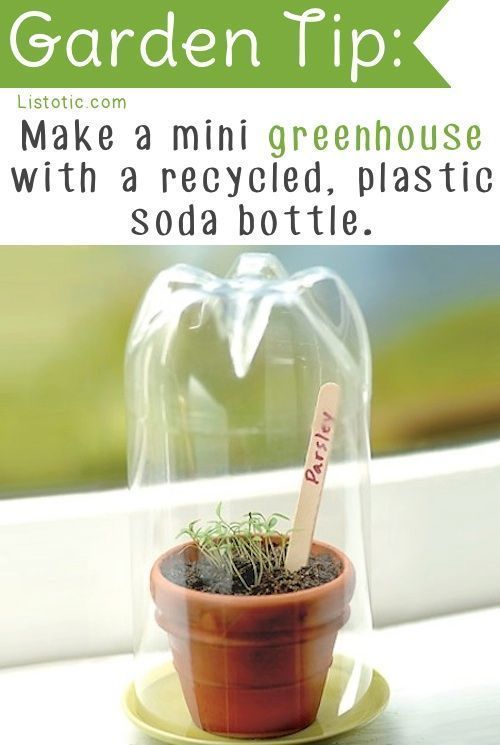 Garden Tip:
Listotic.com
Make a mini greenhouse
with a recycled, plastic
soda bottle.
Parsley